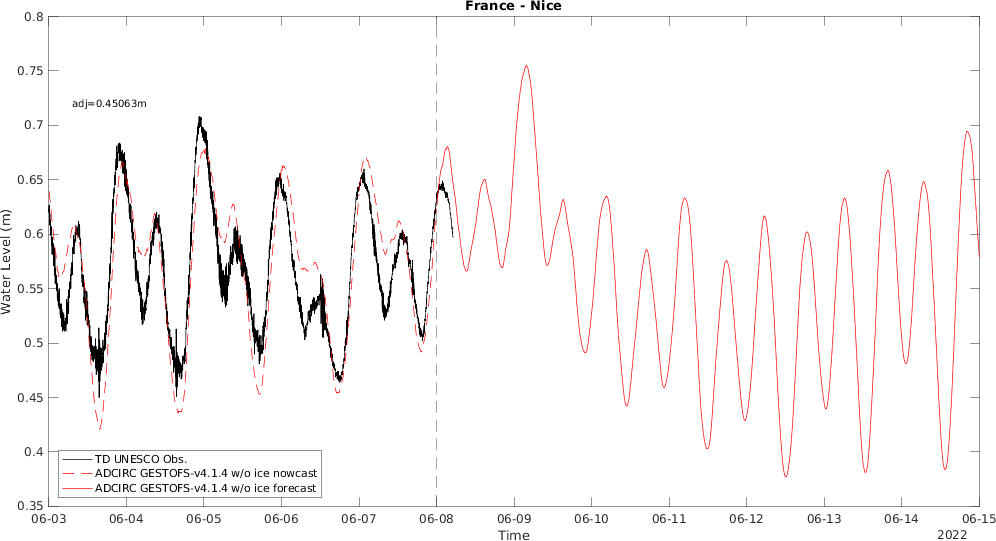 France - Nice
0.8
0.75
0.7
0.65
0.6
0.55
0.5
0.45
0.4
0.35
Water Level (m)
adj=0.45063m
TD UNESCO Obs.
ADCIRC GESTOFS-v4.1.4 w/o ice nowcast
ADCIRC GESTOFS-v4.1.4 w/o ice forecast
06-03 06-04 06-05 06-06 06-07 06-08 06-09 06-10 06-11 06-12 06-13 06-14 06-15
Time
2022